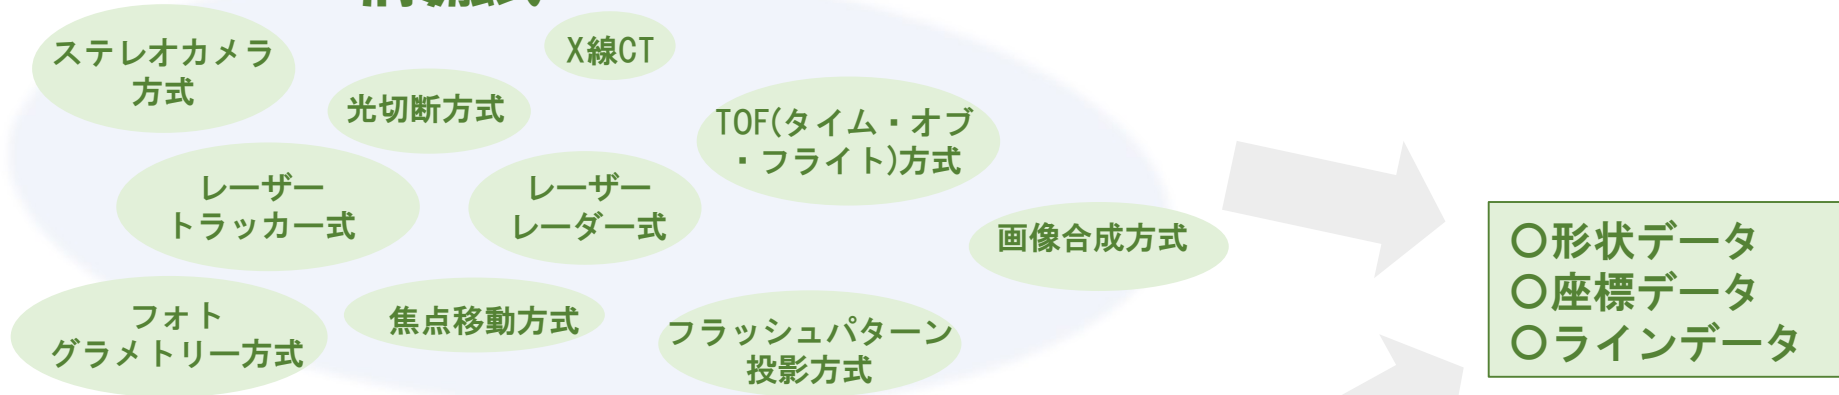 ステレオカメラ
方式
X線CT
光切断方式
TOF(タイム・オブ
・フライト)方式
レーザー
トラッカー式
レーザー
レーダー式
画像合成方式
フォト
グラメトリー方式
焦点移動方式
フラッシュパターン
投影方式
〇形状データ
〇座標データ
〇ラインデータ